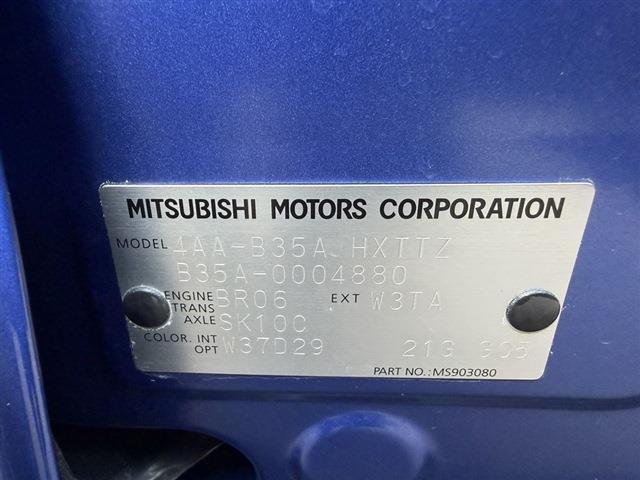 MITSUBISHI MOTORS CORPORATION
MODEL 4AA-B35A HXTTZ
B35A-0004880
ENGINE BR06 EXT W3TA
TRANS
AXLE SK10C
COLOR. INT
OPT W37D29 21G 305
PART NO.:MS903080